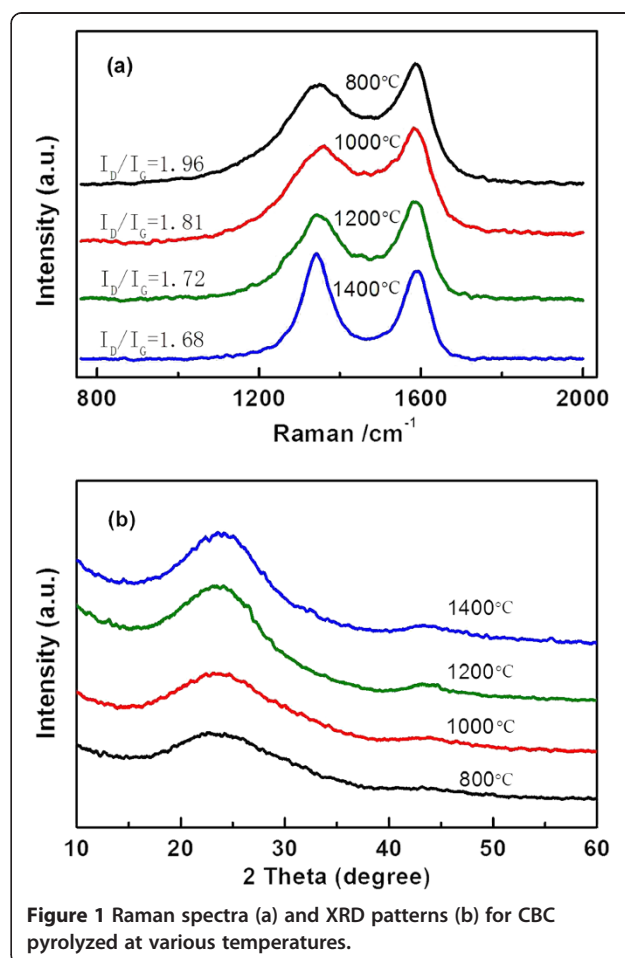 (a)
800°C
1000°C
1200°C
1400°C
I_D/I_G=1.96
I_D/I_G=1.81
I_D/I_G=1.72
I_D/I_G=1.68
Intensity (a.u.)
800 1200 1600 2000
Raman /cm⁻¹
(b)
1400°C
1200°C
1000°C
800°C
Intensity (a.u.)
10 20 30 40 50 60
2 Theta (degree)
Figure 1 Raman spectra (a) and XRD patterns (b) for CBC
pyrolyzed at various temperatures.